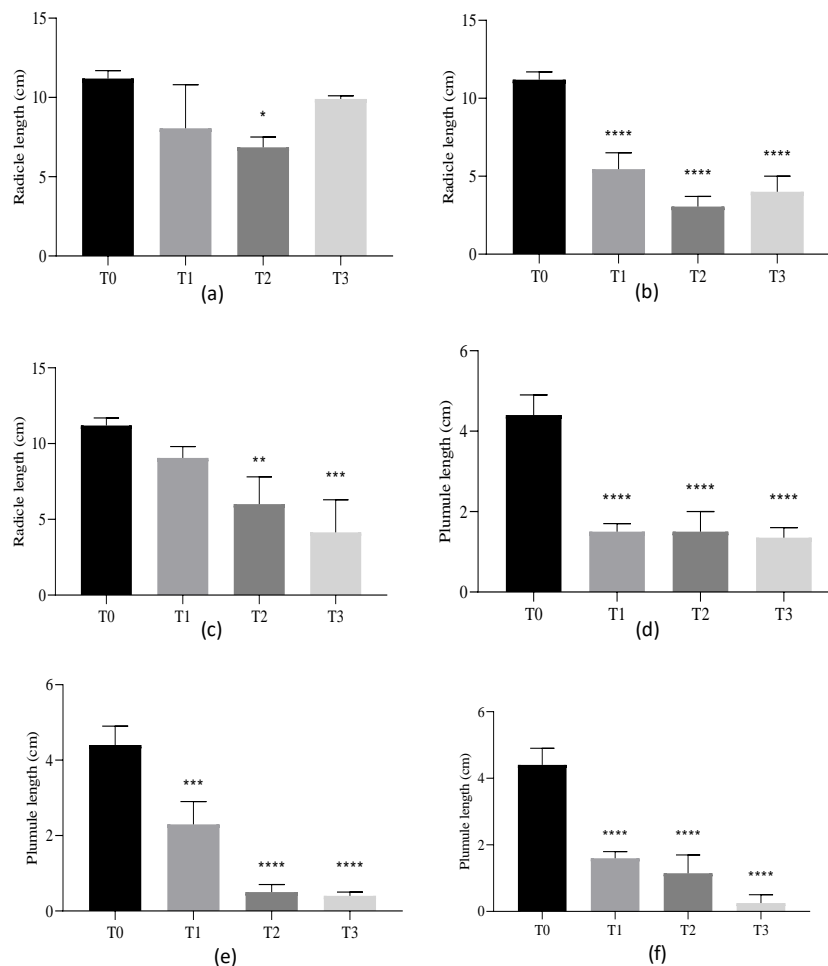 15
10
5
0
Radicle length (cm)
*
T0 T1 T2 T3
(a)
15
10
5
0
Radicle length (cm)
**** **** ****
T0 T1 T2 T3
(b)
15
10
5
0
Radicle length (cm)
** ***
T0 T1 T2 T3
(c)
6
4
2
0
Plumule length (cm)
**** **** ****
T0 T1 T2 T3
(d)
6
4
2
0
Plumule length (cm)
*** **** ****
T0 T1 T2 T3
(e)
6
4
2
0
Plumule length (cm)
**** **** ****
T0 T1 T2 T3
(f)